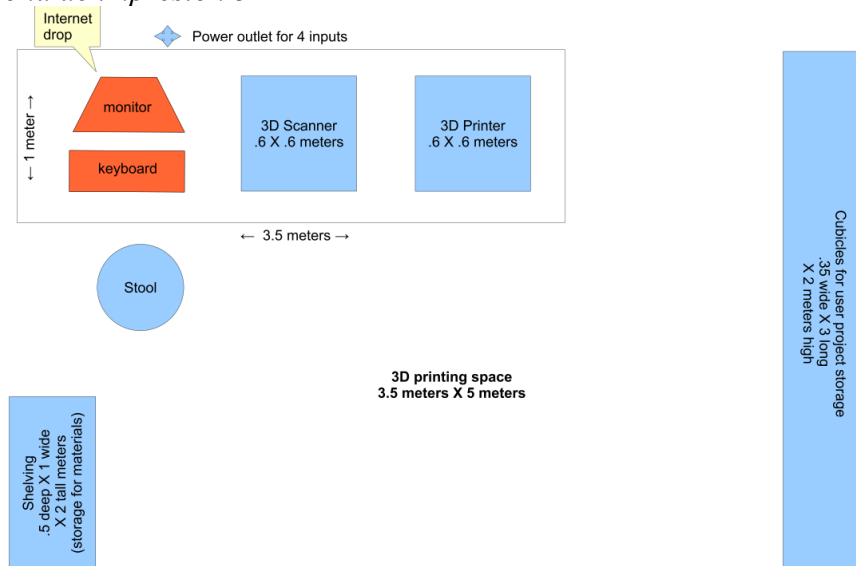 Internet
drop
Power outlet for 4 inputs
← 1 meter →
monitor
keyboard
3D Scanner
.6 X .6 meters
3D Printer
.6 X .6 meters
← 3.5 meters →
Stool
3D printing space
3.5 meters X 5 meters
Shelving
.5 deep X 1 wide
X 2 tall meters
(storage for materials)
Cubicles for user project storage
.35 wide X 3 long
X 2 meters high